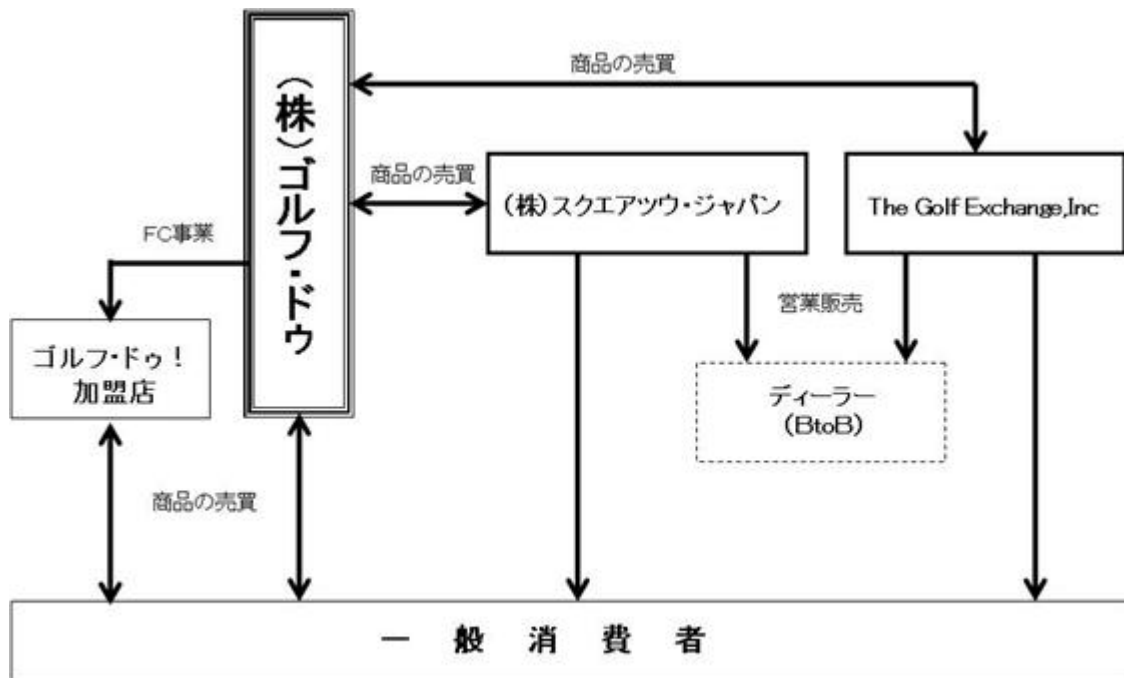 商品の売買
(株)ゴルフ・ドゥ
商品の売買
(株)スクエアツウ・ジャパン
The Golf Exchange,Inc
FC事業
営業販売
ゴルフ・ドゥ！
加盟店
ディーラー
(BtoB)
商品の売買
一般消費者